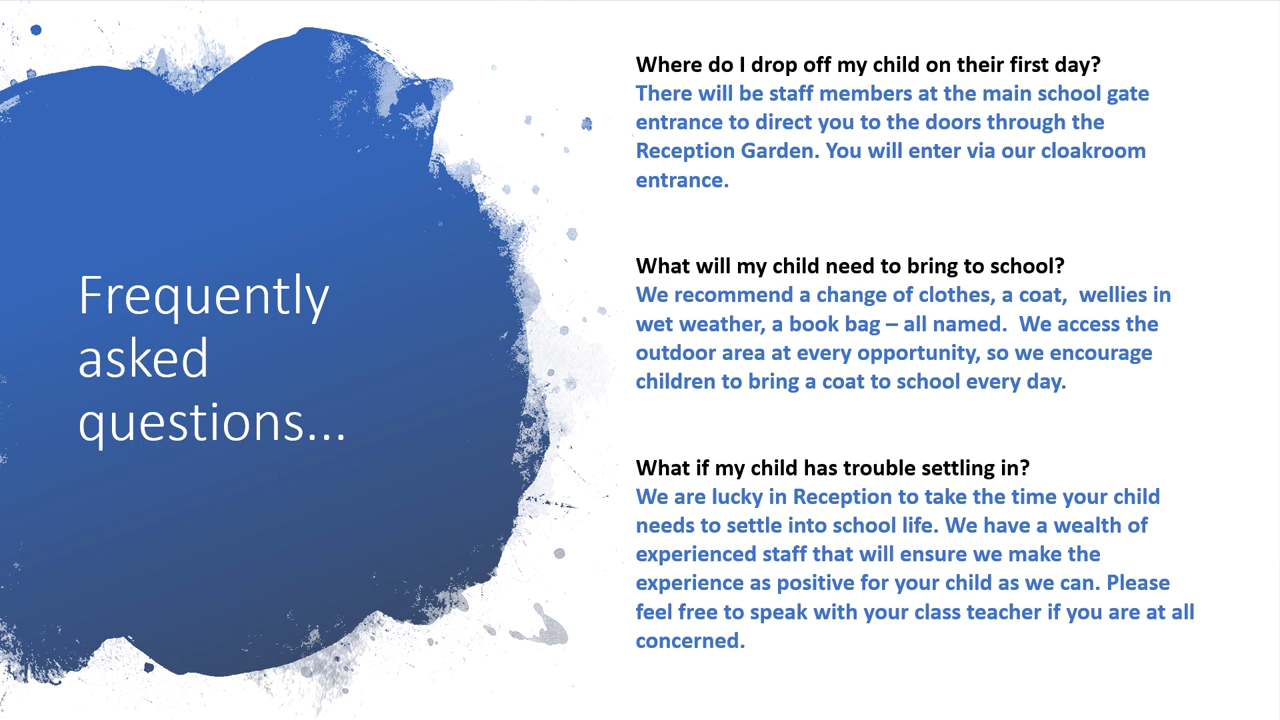 Frequently
asked
questions...
Where do I drop off my child on their first day?
There will be staff members at the main school gate
entrance to direct you to the doors through the
Reception Garden. You will enter via our cloakroom
entrance.
What will my child need to bring to school?
We recommend a change of clothes, a coat,  wellies in
wet weather, a book bag – all named.  We access the
outdoor area at every opportunity, so we encourage
children to bring a coat to school every day.
What if my child has trouble settling in?
We are lucky in Reception to take the time your child
needs to settle into school life. We have a wealth of
experienced staff that will ensure we make the
experience as positive for your child as we can. Please
feel free to speak with your class teacher if you are at all
concerned.